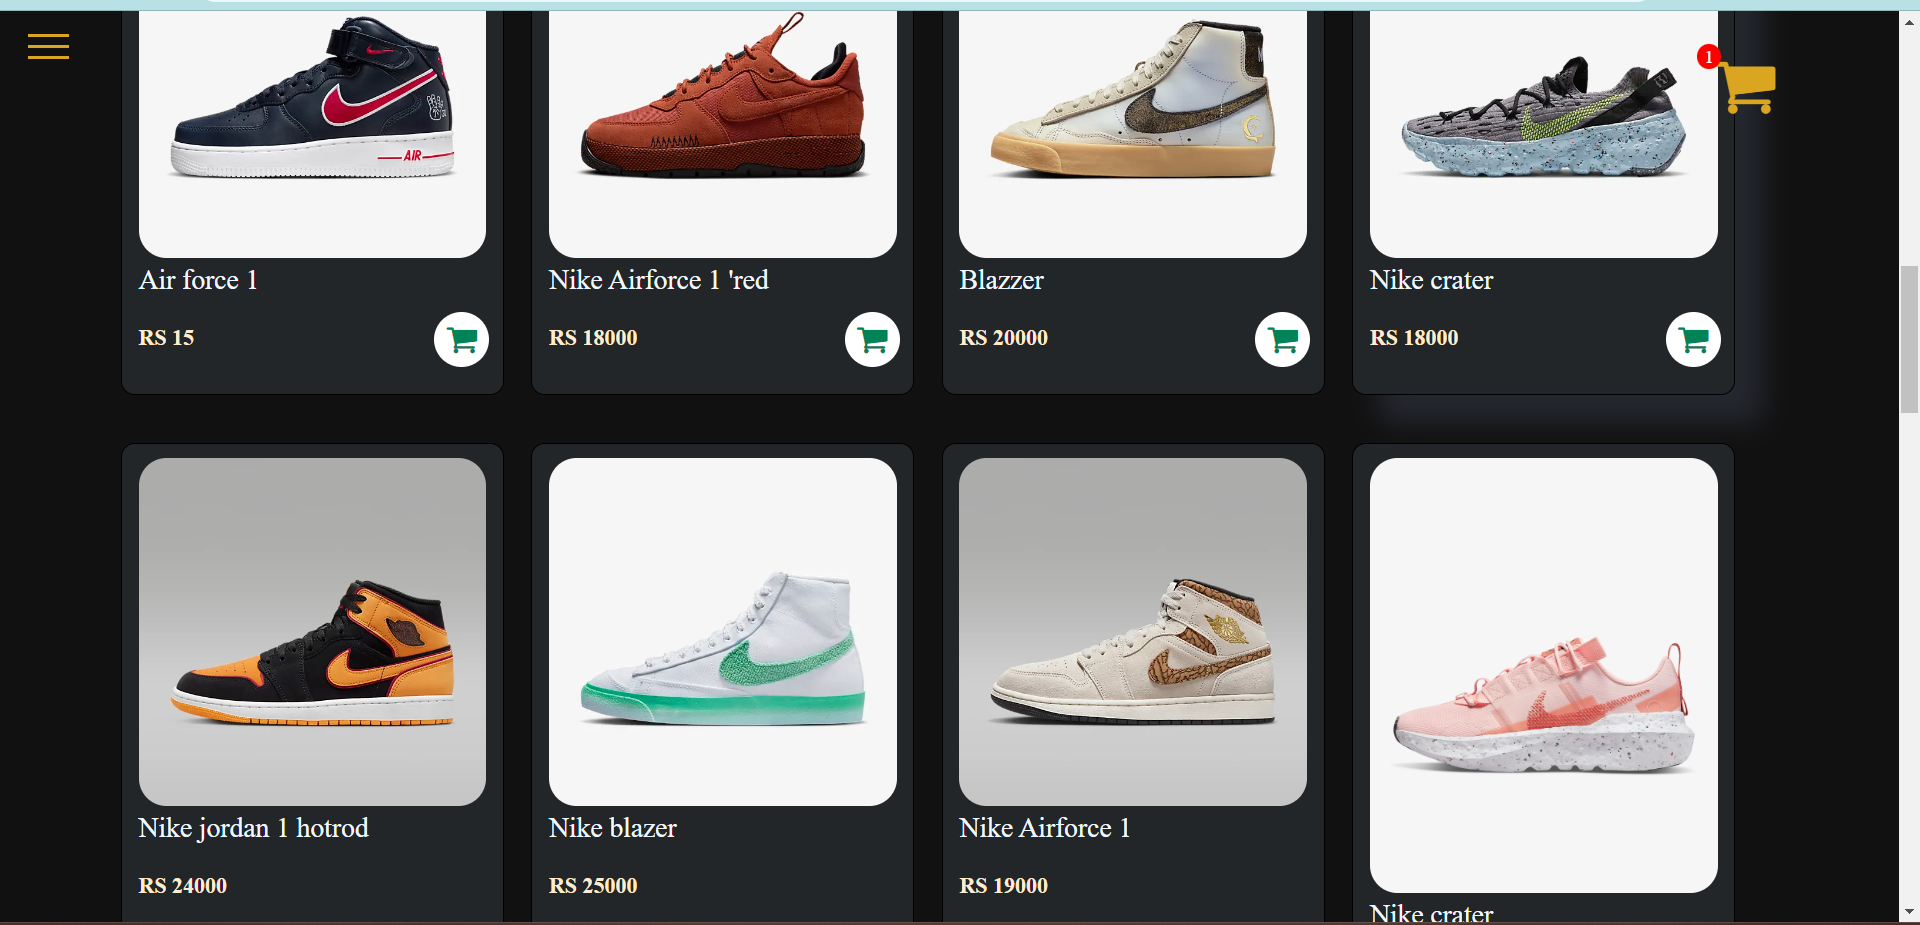 1
AIR
Air force 1
Nike Airforce 1 'red
Blazzer
Nike crater
RS 15
RS 18000
RS 20000
RS 18000
Nike jordan 1 hotrod
Nike blazer
Nike Airforce 1
RS 24000
RS 25000
RS 19000
Nike crater